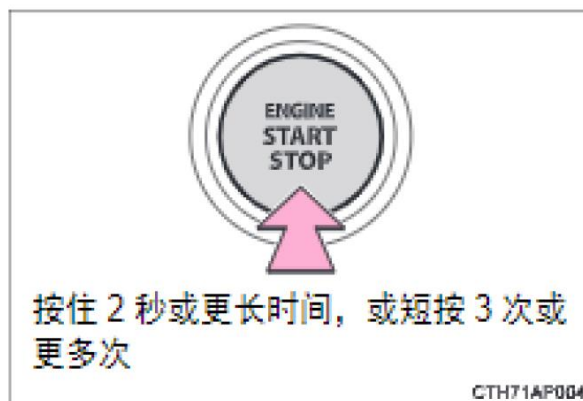 ENGINE
START
STOP
按住 2 秒或更长时间，或短按 3 次或
更多次
CTH71AP004